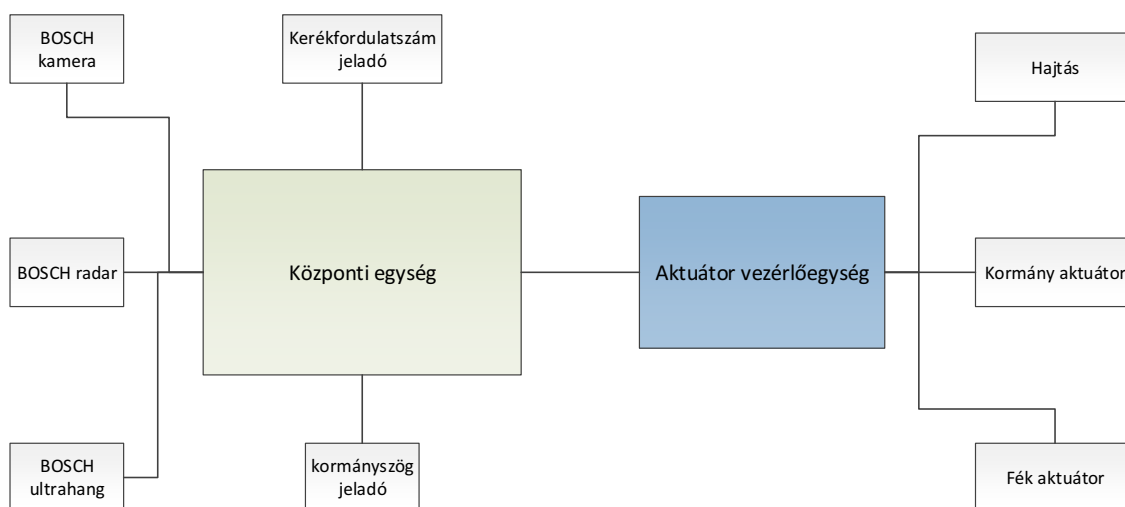 BOSCH
kamera
Kerékfordulatszám
jeladó
Hajtás
BOSCH radar
Központi egység
Aktuátor vezérlőegység
Kormány aktuátor
BOSCH
ultrahang
kormányszög
jeladó
Fék aktuátor